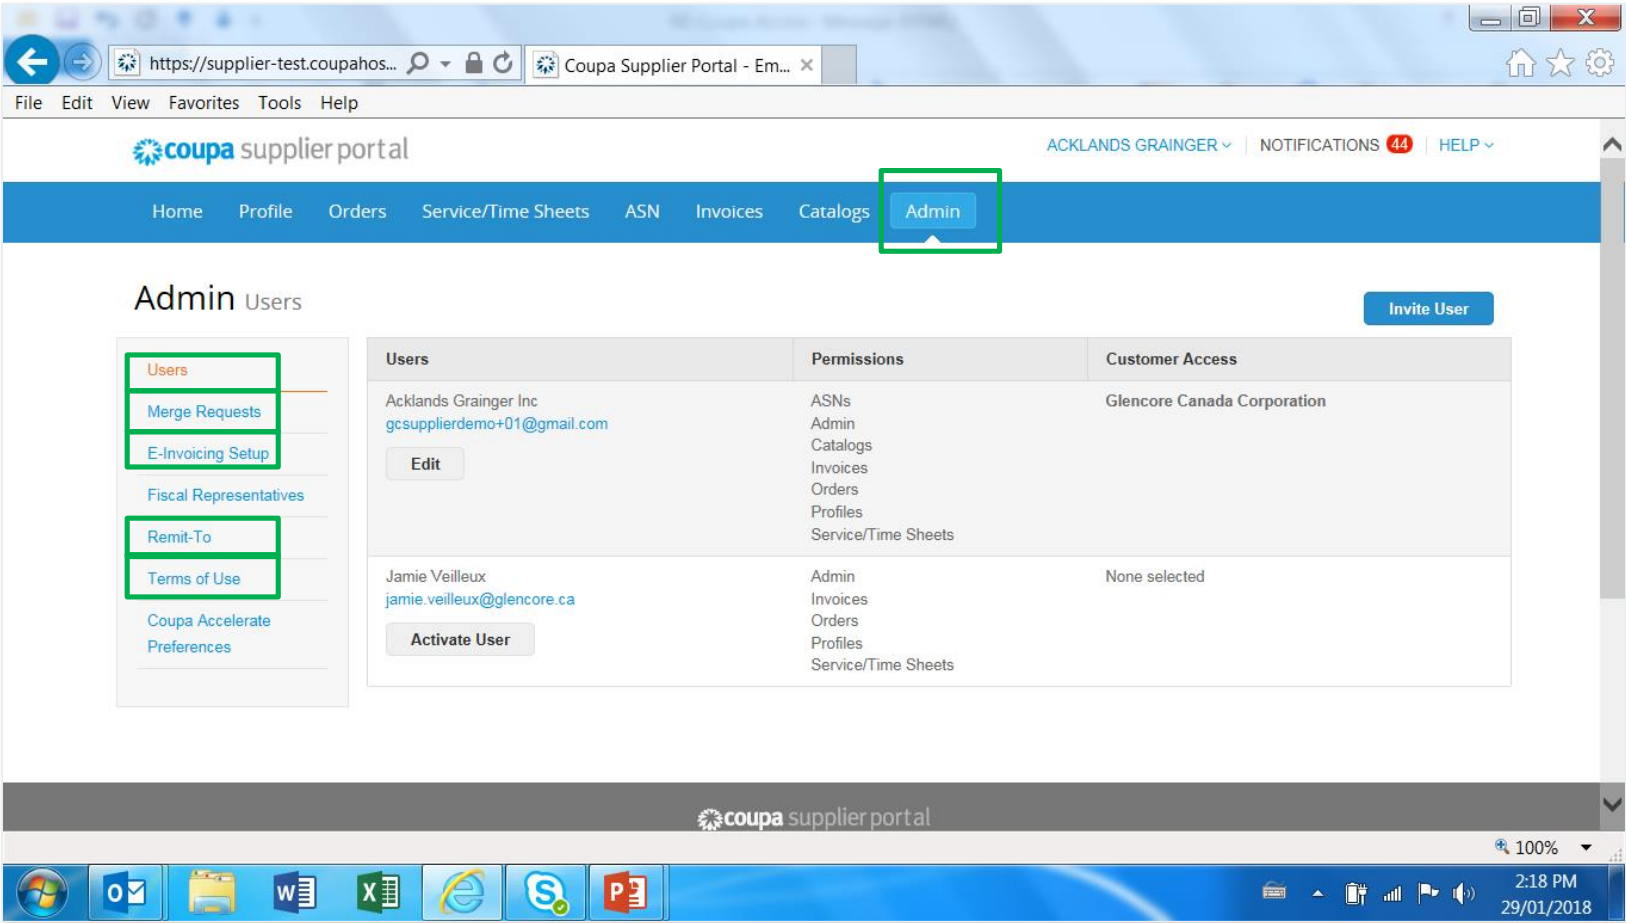 https://supplier-test.coupahos...
Coupa Supplier Portal - Em...
File Edit View Favorites Tools Help
coupa supplier portal
ACKLANDS GRAINGER
NOTIFICATIONS 44
HELP
Home Profile Orders Service/Time Sheets ASN Invoices Catalogs Admin
Admin Users
Invite User
Users
Merge Requests
E-Invoicing Setup
Fiscal Representatives
Remit-To
Terms of Use
Coupa Accelerate
Preferences
Users Permissions Customer Access
Acklands Grainger Inc
gcsupplierdemo+01@gmail.com
Edit
ASNs
Admin
Catalogs
Invoices
Orders
Profiles
Service/Time Sheets
Glencore Canada Corporation
Jamie Veilleux
jamie.veilleux@glencore.ca
Activate User
Admin
Invoices
Orders
Profiles
Service/Time Sheets
None selected
coupa supplier portal
100%
2:18 PM
29/01/2018